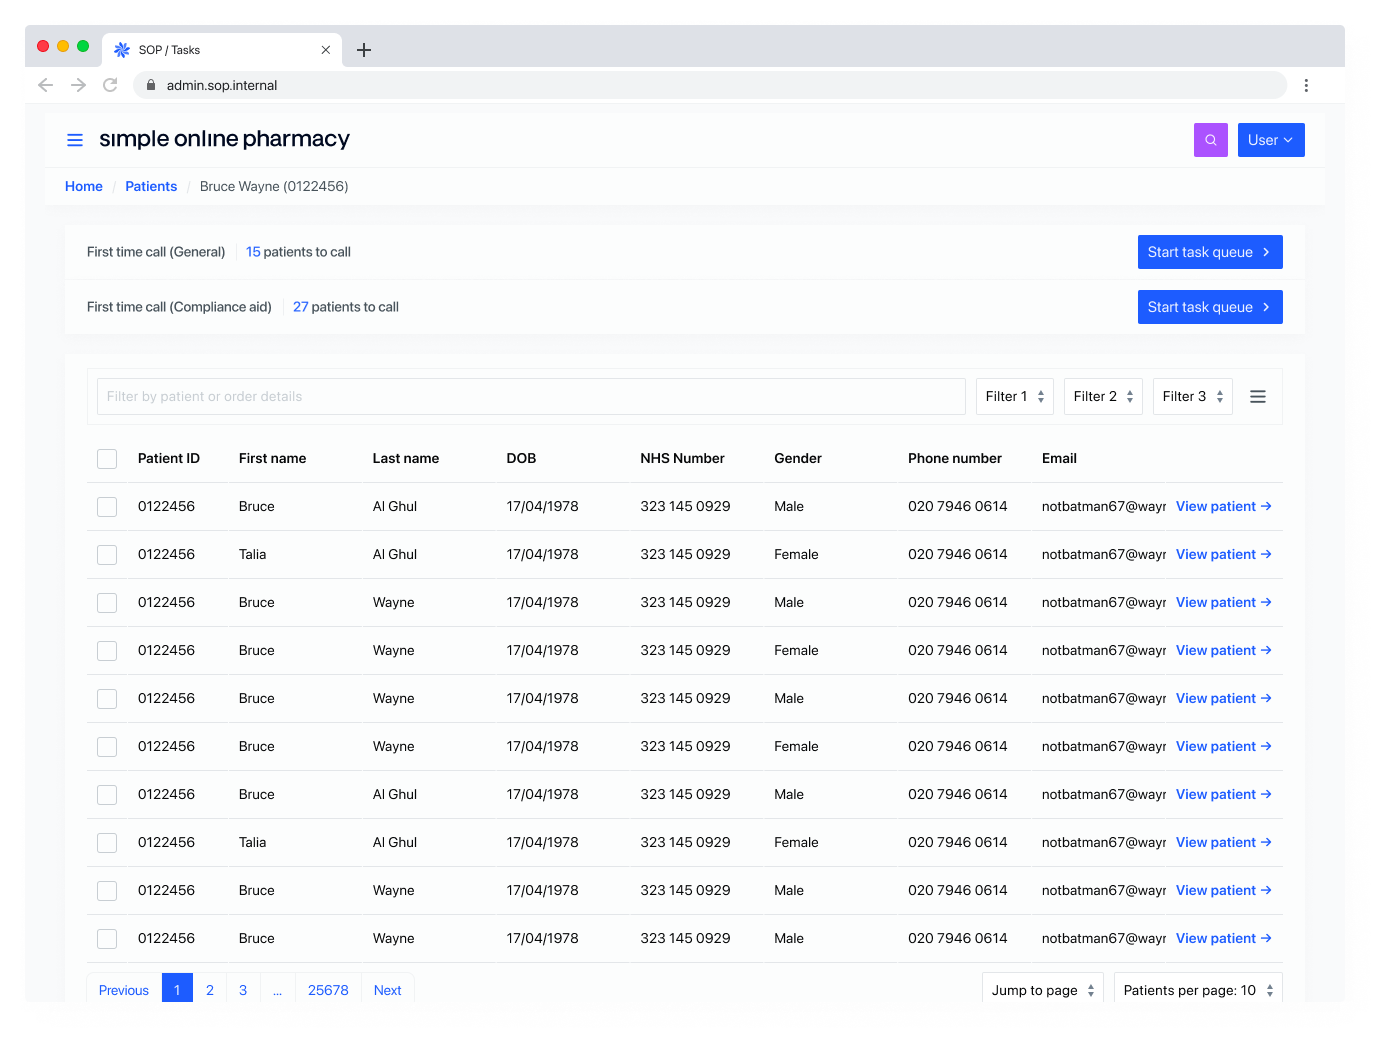 SOP / Tasks
admin.sop.internal
simple online pharmacy
User
Home / Patients / Bruce Wayne (0122456)
First time call (General) 15 patients to call Start task queue
First time call (Compliance aid) 27 patients to call Start task queue
Filter by patient or order details Filter 1 Filter 2 Filter 3
Patient ID First name Last name DOB NHS Number Gender Phone number Email
0122456 Bruce Al Ghul 17/04/1978 323 145 0929 Male 020 7946 0614 notbatman67@wayr View patient →
0122456 Talia Al Ghul 17/04/1978 323 145 0929 Female 020 7946 0614 notbatman67@wayr View patient →
0122456 Bruce Wayne 17/04/1978 323 145 0929 Male 020 7946 0614 notbatman67@wayr View patient →
0122456 Bruce Wayne 17/04/1978 323 145 0929 Female 020 7946 0614 notbatman67@wayr View patient →
0122456 Bruce Wayne 17/04/1978 323 145 0929 Male 020 7946 0614 notbatman67@wayr View patient →
0122456 Bruce Wayne 17/04/1978 323 145 0929 Female 020 7946 0614 notbatman67@wayr View patient →
0122456 Bruce Al Ghul 17/04/1978 323 145 0929 Male 020 7946 0614 notbatman67@wayr View patient →
0122456 Talia Al Ghul 17/04/1978 323 145 0929 Female 020 7946 0614 notbatman67@wayr View patient →
0122456 Bruce Wayne 17/04/1978 323 145 0929 Male 020 7946 0614 notbatman67@wayr View patient →
0122456 Bruce Wayne 17/04/1978 323 145 0929 Male 020 7946 0614 notbatman67@wayr View patient →
Previous 1 2 3 ... 25678 Next Jump to page Patients per page: 10